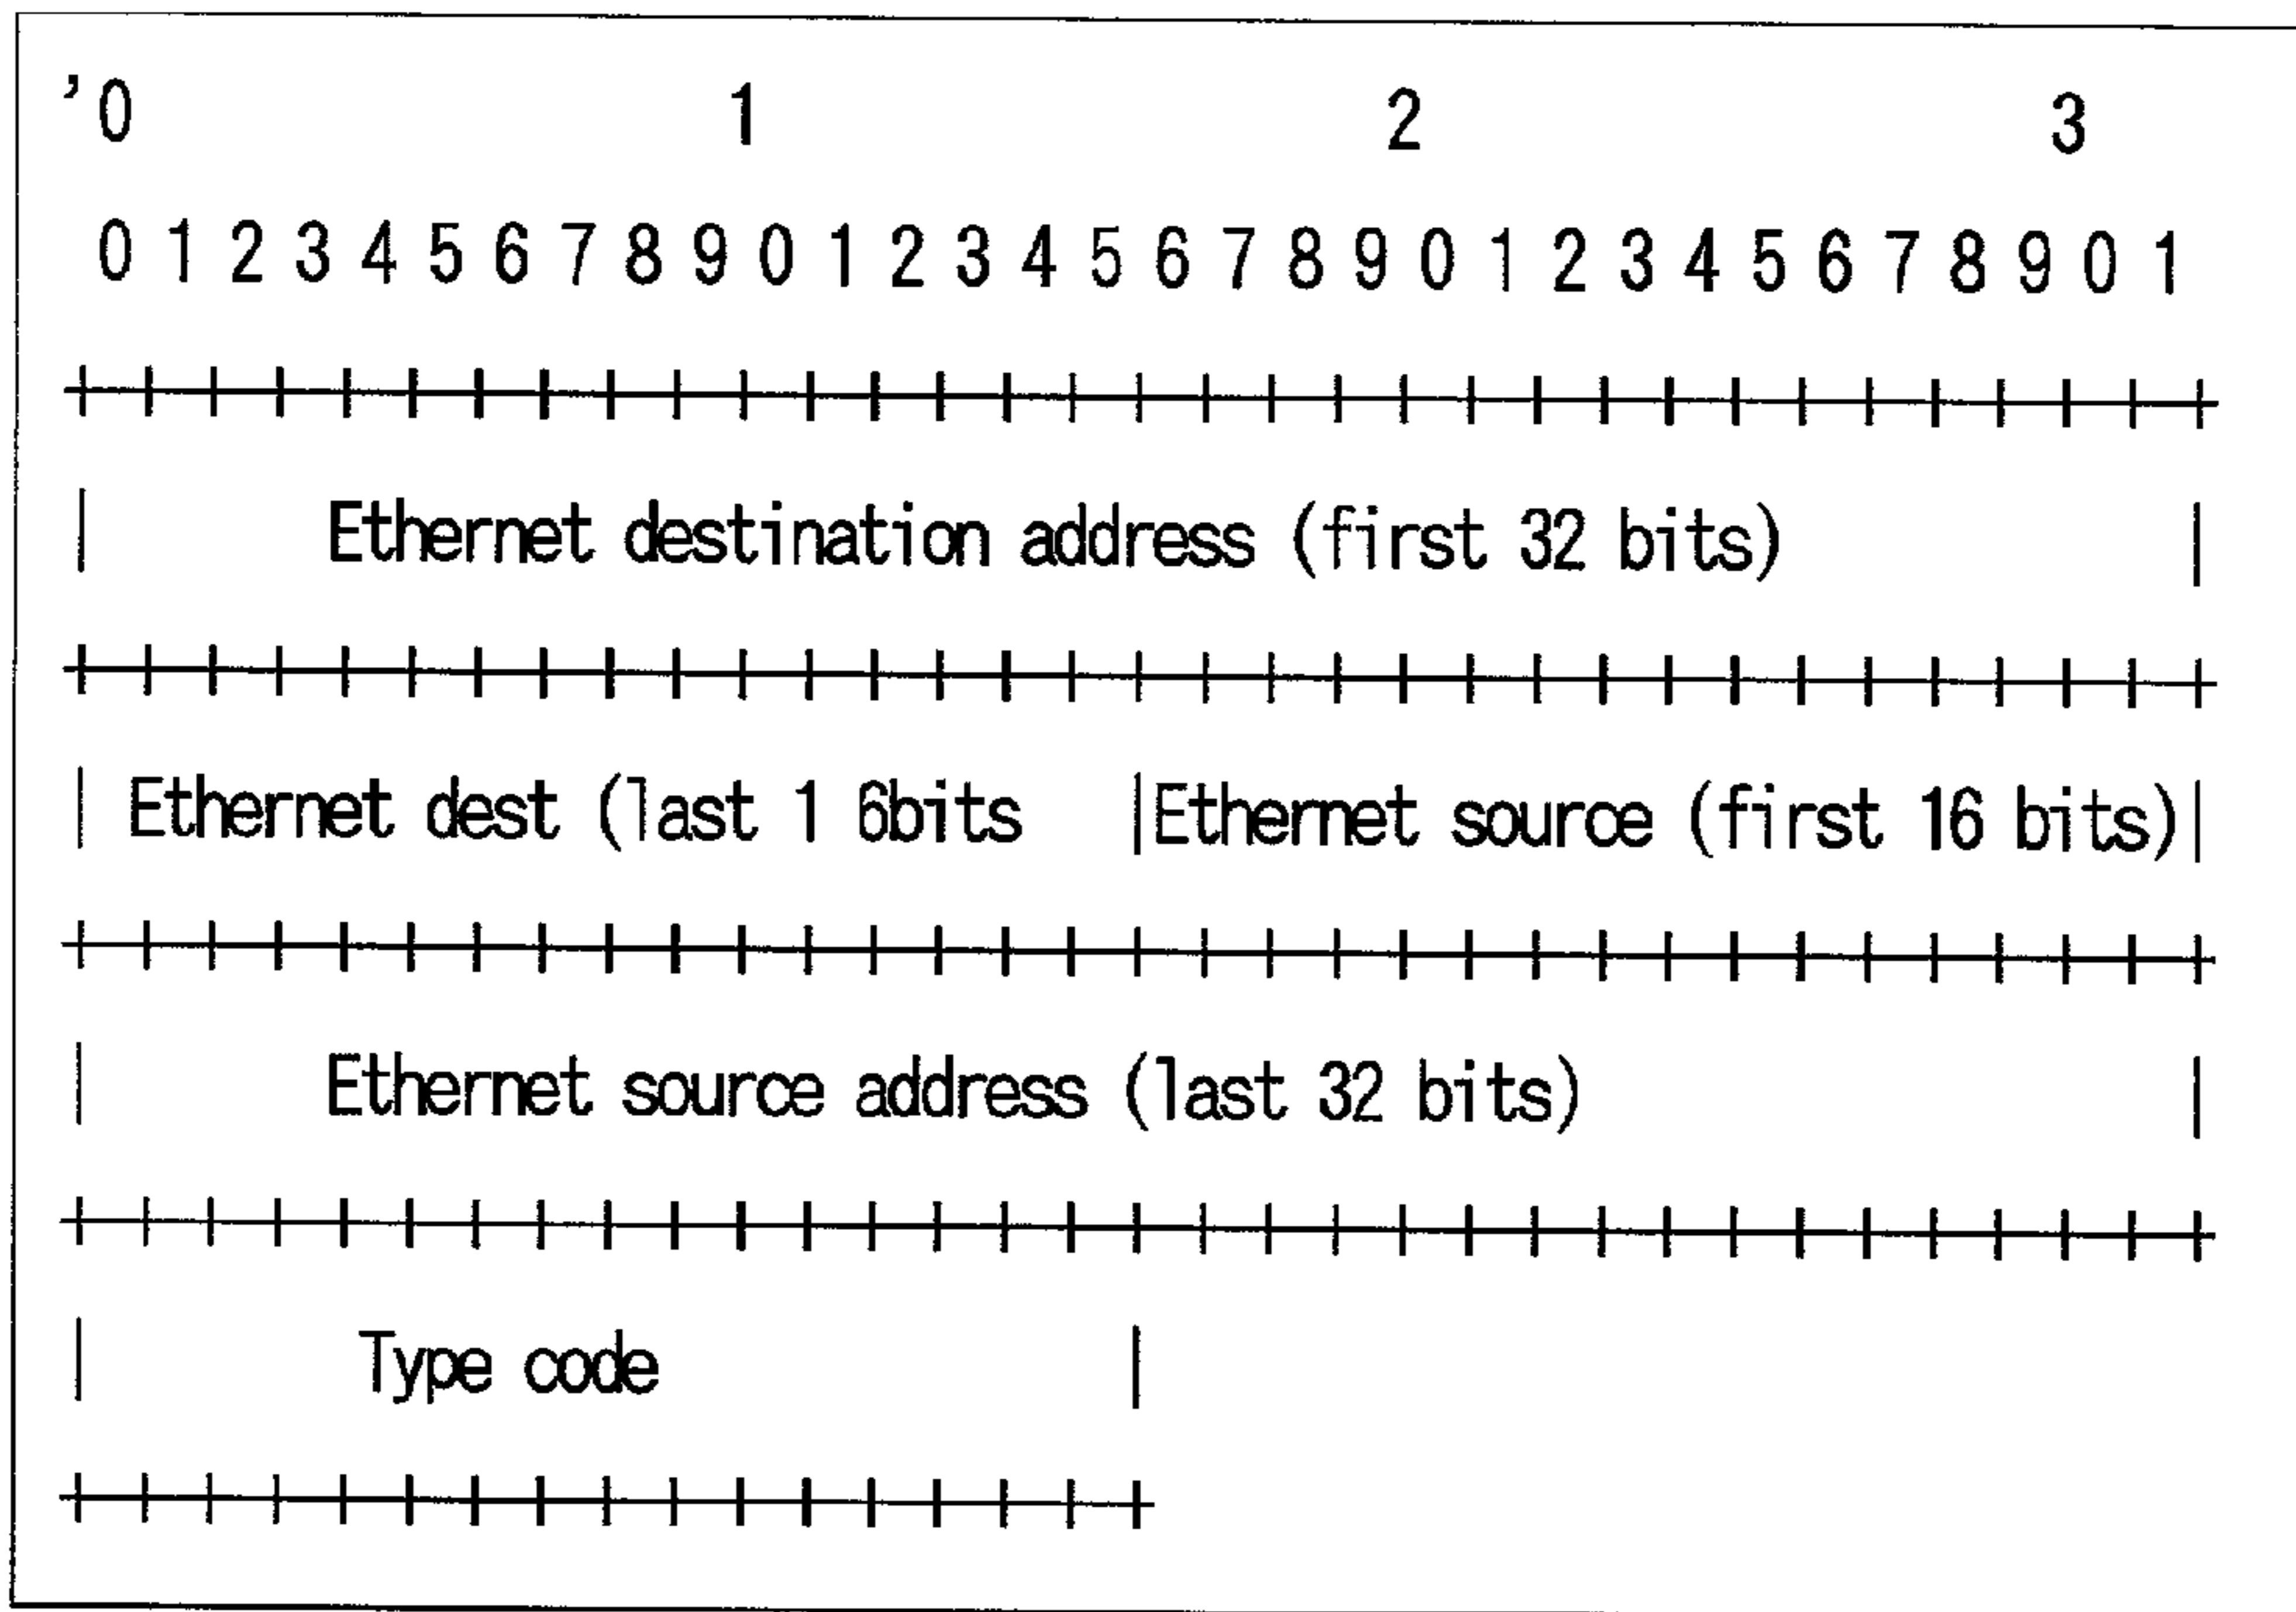 '0 1 2 3
0 1 2 3 4 5 6 7 8 9 0 1 2 3 4 5 6 7 8 9 0 1 2 3 4 5 6 7 8 9 0 1
+-+-+-+-+-+-+-+-+-+-+-+-+-+-+-+-+-+-+-+-+-+-+-+-+-+-+-+-+-+-+-+-+
| Ethernet destination address (first 32 bits) |
+-+-+-+-+-+-+-+-+-+-+-+-+-+-+-+-+-+-+-+-+-+-+-+-+-+-+-+-+-+-+-+-+
| Ethernet dest (last 1 6bits |Ethernet source (first 16 bits)|
+-+-+-+-+-+-+-+-+-+-+-+-+-+-+-+-+-+-+-+-+-+-+-+-+-+-+-+-+-+-+-+-+
| Ethernet source address (last 32 bits) |
+-+-+-+-+-+-+-+-+-+-+-+-+-+-+-+-+-+-+-+-+-+-+-+-+-+-+-+-+-+-+-+-+
| Type code |
+-+-+-+-+-+-+-+-+-+-+-+-+-+-+-+-+